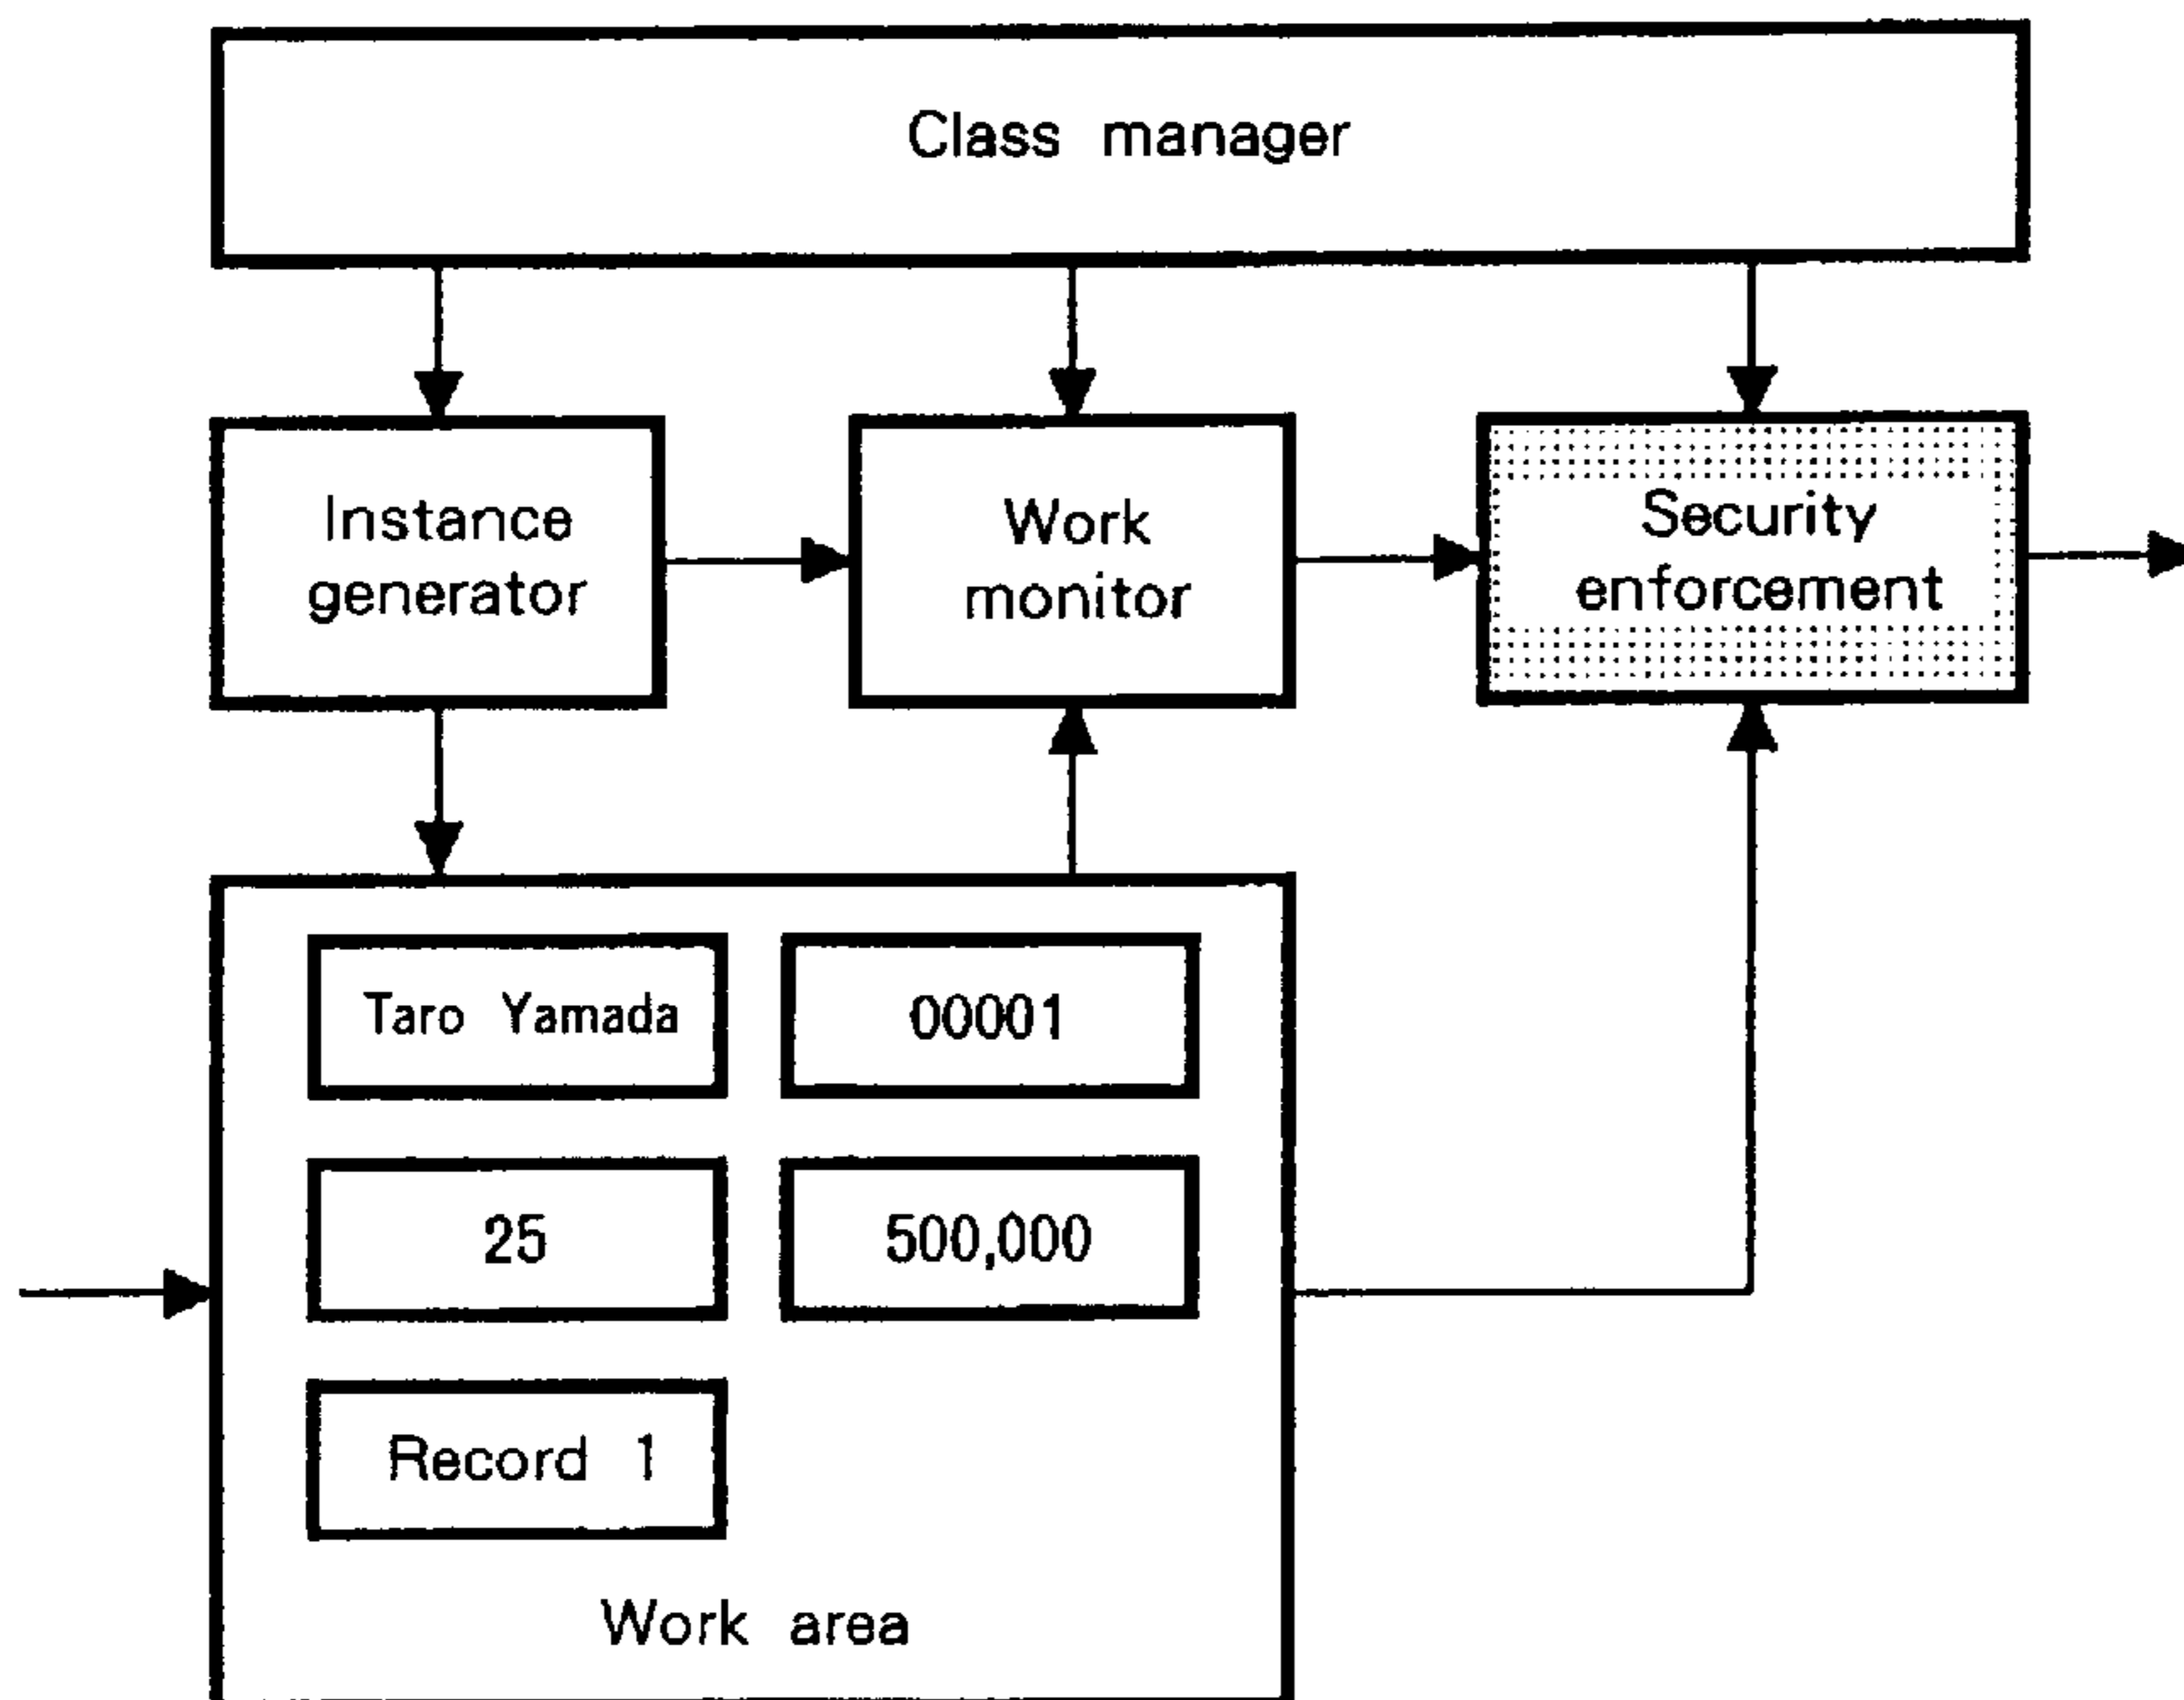 Class manager
Instance
generator
Work
monitor
Security
enforcement
Taro Yamada
00001
25
500,000
Record 1
Work area